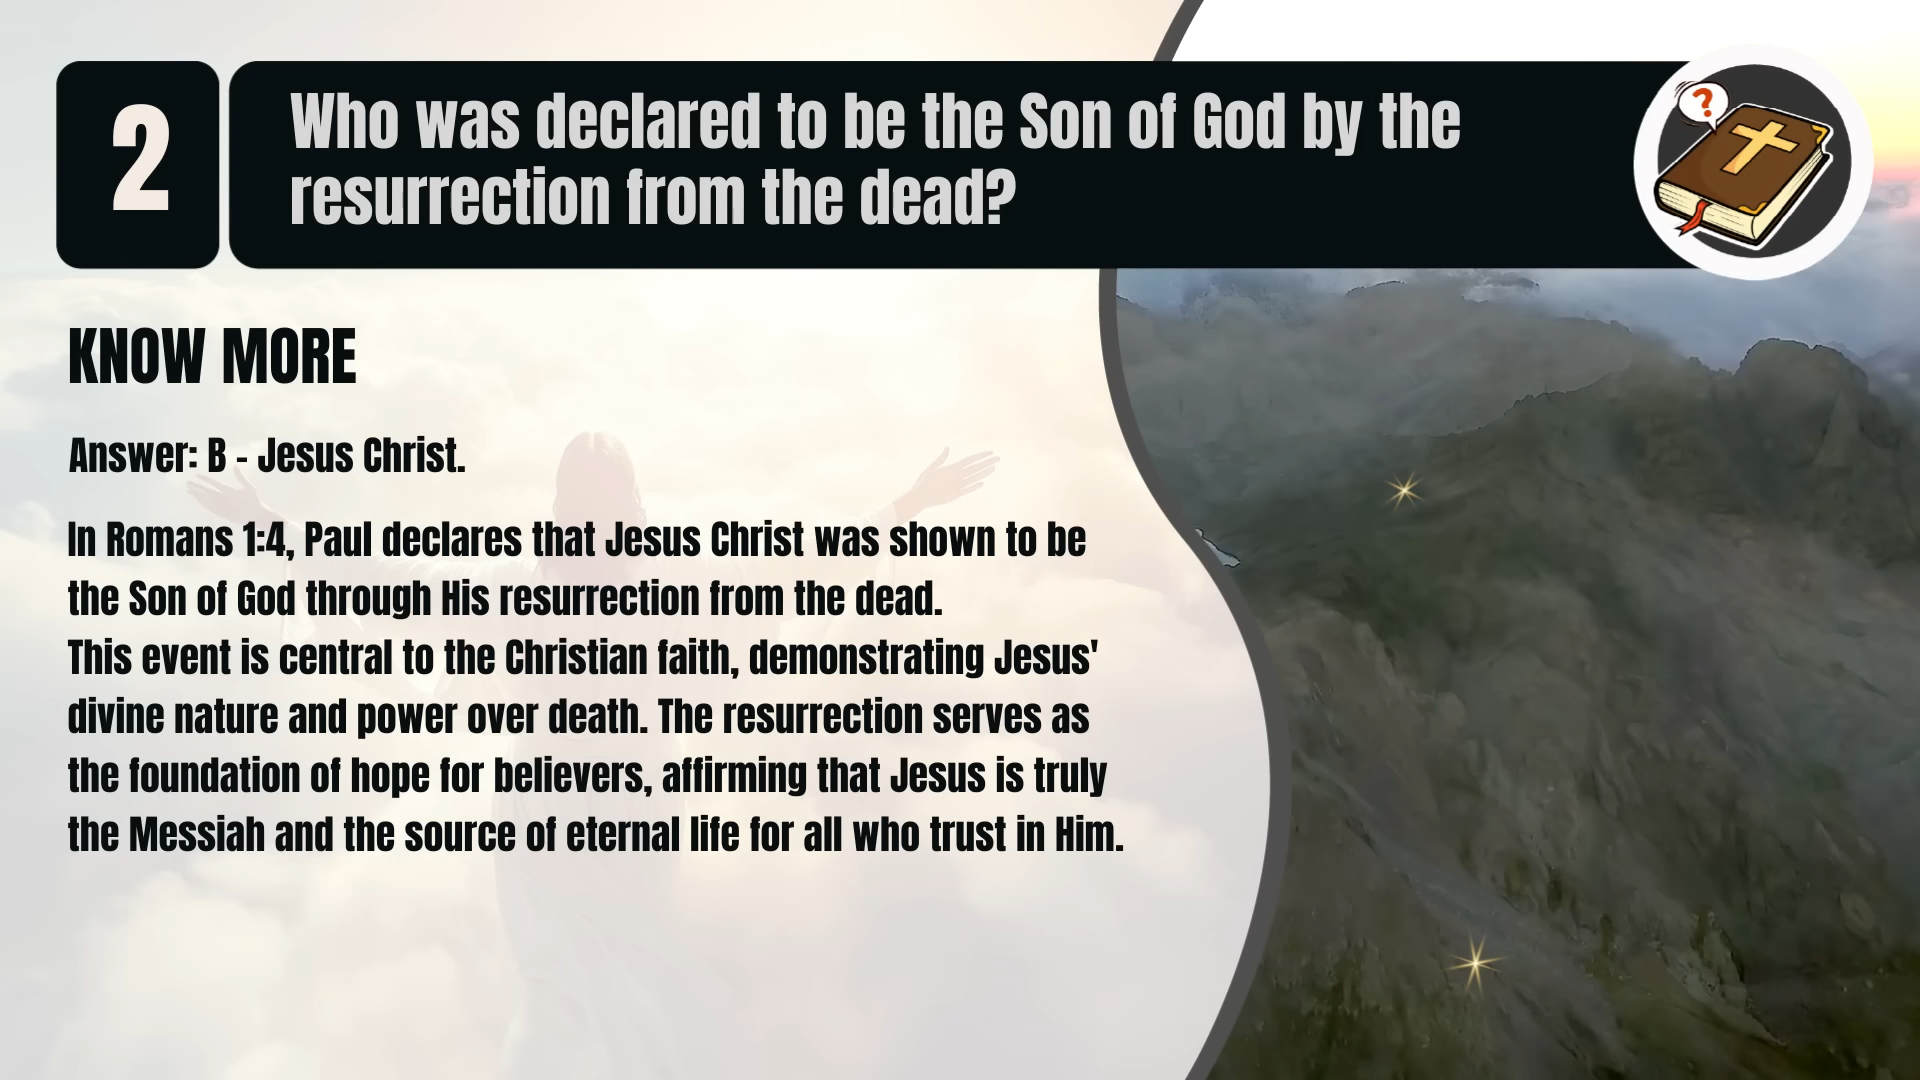 2
Who was declared to be the Son of God by the
resurrection from the dead?
?
KNOW MORE
Answer: B - Jesus Christ.
In Romans 1:4, Paul declares that Jesus Christ was shown to be
the Son of God through His resurrection from the dead.
This event is central to the Christian faith, demonstrating Jesus'
divine nature and power over death. The resurrection serves as
the foundation of hope for believers, affirming that Jesus is truly
the Messiah and the source of eternal life for all who trust in Him.